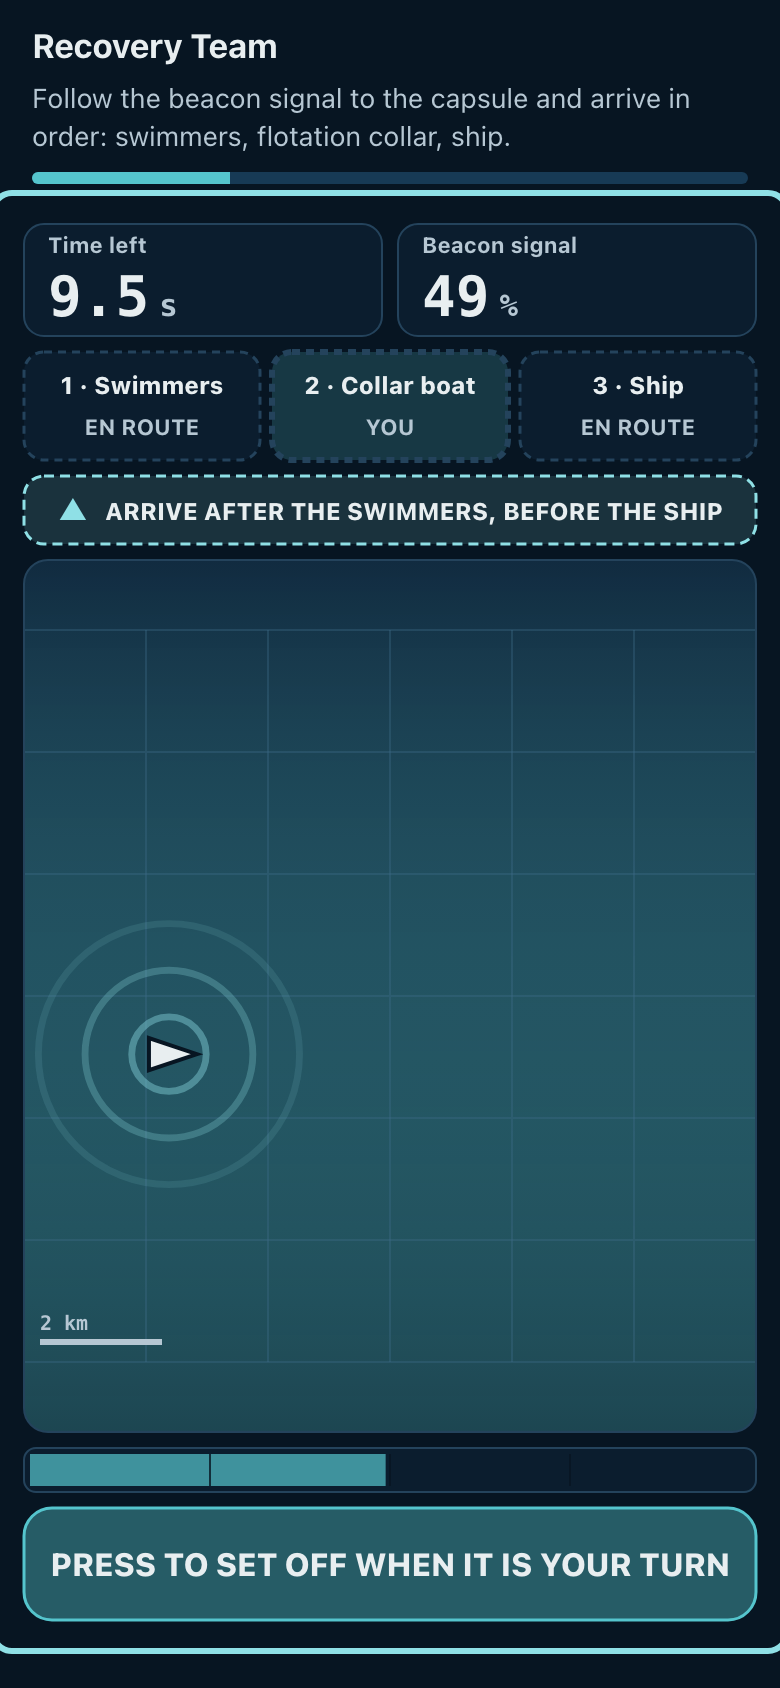 Recovery Team
Follow the beacon signal to the capsule and arrive in
order: swimmers, flotation collar, ship.
Time left
9.5 s
Beacon signal
49 %
1 · Swimmers
EN ROUTE
2 · Collar boat
YOU
3 · Ship
EN ROUTE
ARRIVE AFTER THE SWIMMERS, BEFORE THE SHIP
2 km
PRESS TO SET OFF WHEN IT IS YOUR TURN